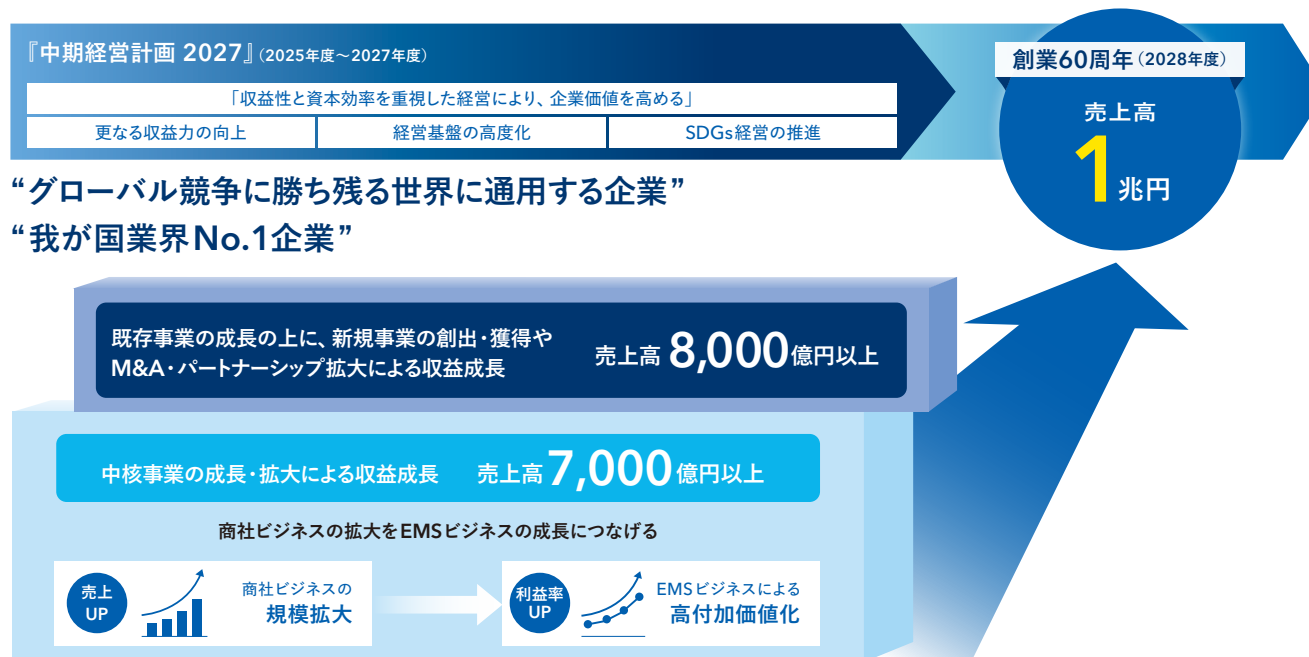 『中期経営計画 2027』(2025年度～2027年度)
「収益性と資本効率を重視した経営により、企業価値を高める」
更なる収益力の向上
経営基盤の高度化
SDGs経営の推進
創業60周年(2028年度)
売上高
1兆円
“グローバル競争に勝ち残る世界に通用する企業”
“我が国業界No.1企業”
既存事業の成長の上に、新規事業の創出・獲得や
M&A・パートナーシップ拡大による収益成長
売上高 8,000億円以上
中核事業の成長・拡大による収益成長 売上高7,000億円以上
商社ビジネスの拡大をEMSビジネスの成長につなげる
売上
UP
商社ビジネスの
規模拡大
利益率
UP
EMSビジネスによる
高付加価値化